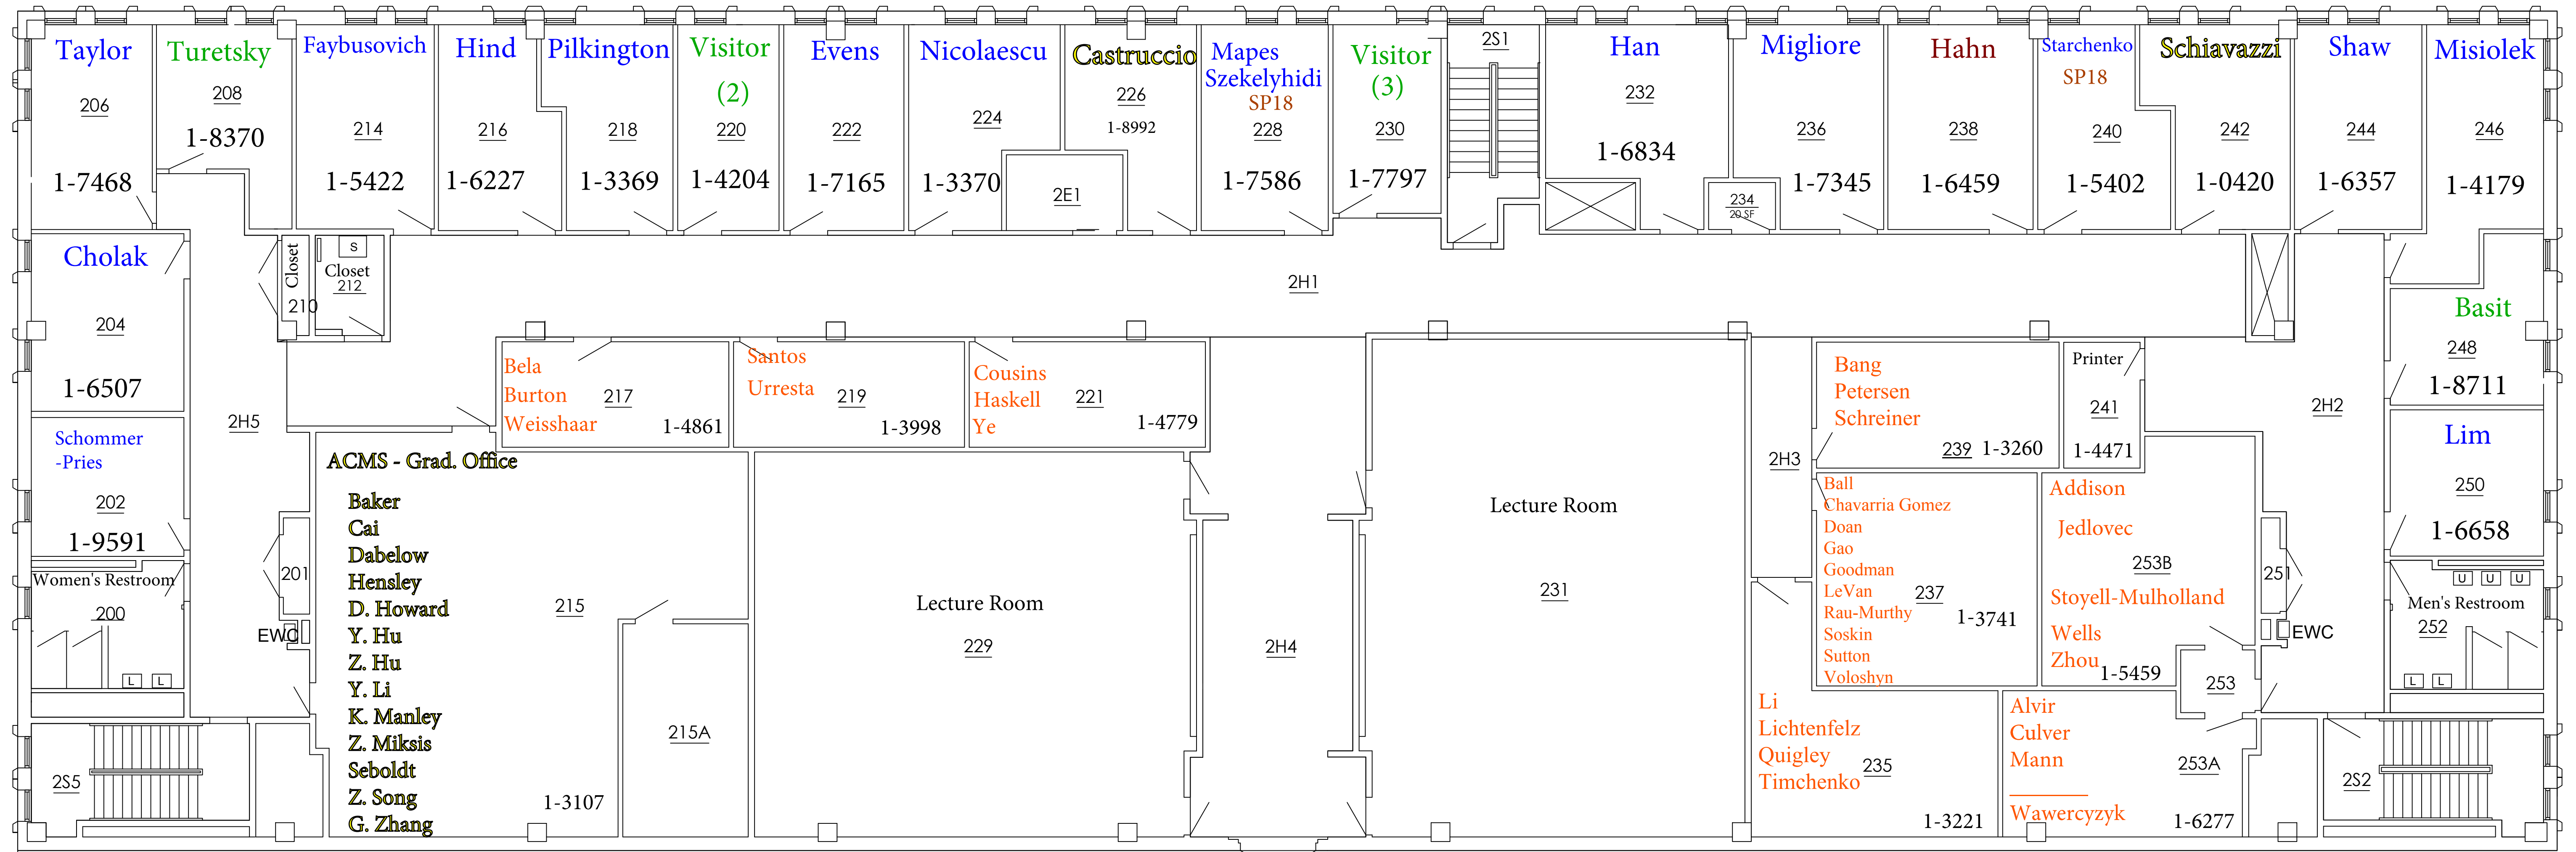 Taylor
206
1-7468
Turetsky
208
1-8370
Faybusovich
214
1-5422
Hind
216
1-6227
Pilkington
218
1-3369
Visitor
(2)
220
1-4204
Evens
222
1-7165
Nicolaescu
224
1-3370
2E1
Castruccio
226
1-8992
Mapes
Szekelyhidi
SP18
228
1-7586
Visitor
(3)
230
1-7797
2S1
Han
232
1-6834
Migliore
234
20 SF
236
1-7345
Hahn
238
1-6459
Starchenko
SP18
240
1-5402
Schiavazzi
242
1-0420
Shaw
244
1-6357
Misiolek
246
1-4179
Cholak
204
1-6507
Closet
210
S
Closet
212
2H1
Basit
248
1-8711
Schommer
-Pries
202
1-9591
2H5
Bela
Burton
Weisshaar
217
1-4861
Santos
Urresta
219
1-3998
Cousins
Haskell
Ye
221
1-4779
Bang
Petersen
Schreiner
239 1-3260
Printer
241
1-4471
2H2
2H3
Lim
250
1-6658
Women's Restroom
200
L L
201
EWC
ACMS - Grad. Office
Baker
Cai
Dabelow
Hensley
D. Howard
Y. Hu
Z. Hu
Y. Li
K. Manley
Z. Miksis
Seboldt
Z. Song
G. Zhang
215
1-3107
215A
Lecture Room
229
2H4
Lecture Room
231
Ball
Chavarria Gomez
Doan
Gao
Goodman
LeVan
Rau-Murthy
Soskin
Sutton
Voloshyn
237
1-3741
Addison
Jedlovec
253B
Stoyell-Mulholland
Wells
Zhou
1-5459
251
EWC
253
U U U
Men's Restroom
252
L L
2S5
Li
Lichtenfelz
Quigley
Timchenko
235
1-3221
Alvir
Culver
Mann
Wawercyzyk
253A
1-6277
2S2